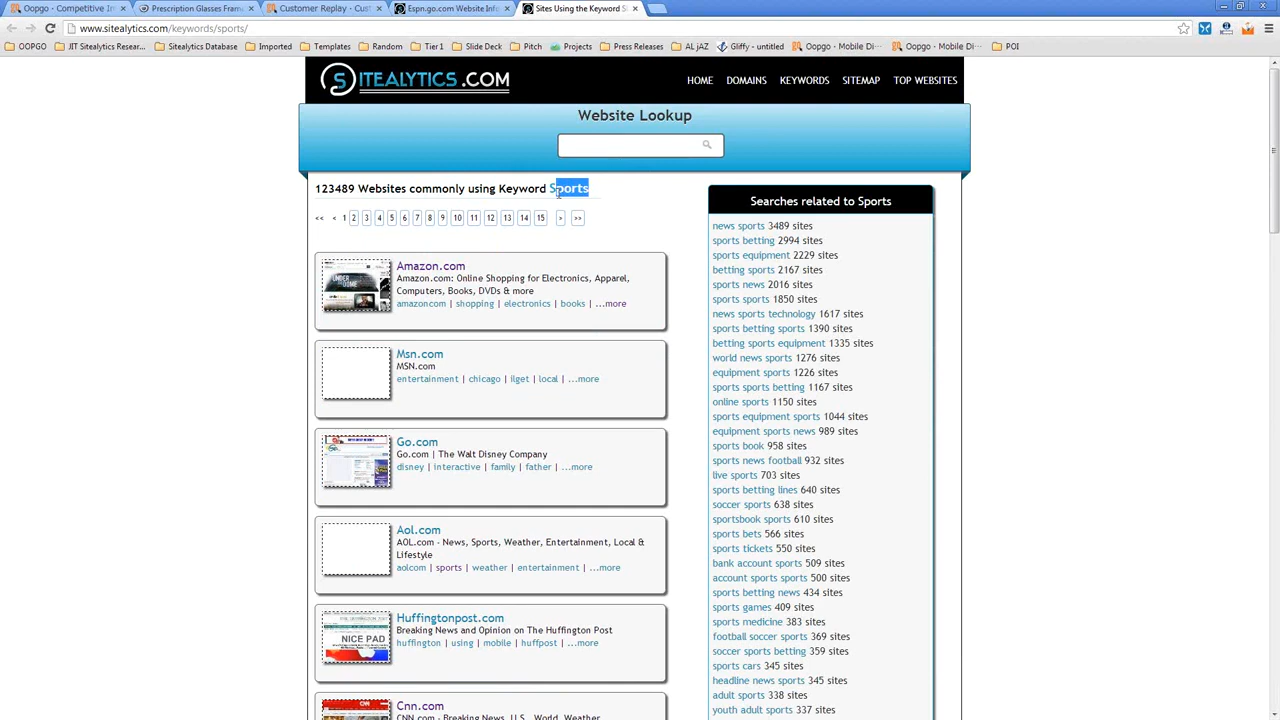 Oopgo - Competitive In
Prescription Glasses Fram
Customer Replay - Cust
Espn.go.com Website Info
Sites Using the Keyword S
www.sitealytics.com/keywords/sports/
OOPGO
JIT Sitealytics Resear...
Sitealytics Database
Imported
Templates
Random
Tier 1
Slide Deck
Pitch
Projects
Press Releases
AL jAZ
Gliffy - untitled
Oopgo - Mobile Di...
Oopgo - Mobile Di...
POI
SITEALYTICS.COM
HOME DOMAINS KEYWORDS SITEMAP TOP WEBSITES
Website Lookup
123489 Websites commonly using Keyword Sports
<< < 1 2 3 4 5 6 7 8 9 10 11 12 13 14 15 > >>
Amazon.com
Amazon.com: Online Shopping for Electronics, Apparel,
Computers, Books, DVDs & more
amazoncom | shopping | electronics | books | ...more
Msn.com
MSN.com
entertainment | chicago | ilget | local | ...more
Go.com
Go.com | The Walt Disney Company
disney | interactive | family | father | ...more
Aol.com
AOL.com - News, Sports, Weather, Entertainment, Local &
Lifestyle
aolcom | sports | weather | entertainment | ...more
NICE PAD
Huffingtonpost.com
Breaking News and Opinion on The Huffington Post
huffington | using | mobile | huffpost | ...more
Cnn.com
CNN.com - Breaking News, U.S., World, Weather,
Searches related to Sports
news sports 3489 sites
sports betting 2994 sites
sports equipment 2229 sites
betting sports 2167 sites
sports news 2016 sites
sports sports 1850 sites
news sports technology 1617 sites
sports betting sports 1390 sites
betting sports equipment 1335 sites
world news sports 1276 sites
equipment sports 1226 sites
sports sports betting 1167 sites
online sports 1150 sites
sports equipment sports 1044 sites
equipment sports news 989 sites
sports book 958 sites
sports news football 932 sites
live sports 703 sites
sports betting lines 640 sites
soccer sports 638 sites
sportsbook sports 610 sites
sports bets 566 sites
sports tickets 550 sites
bank account sports 509 sites
account sports sports 500 sites
sports betting news 434 sites
sports games 409 sites
sports medicine 383 sites
football soccer sports 369 sites
soccer sports betting 359 sites
sports cars 345 sites
headline news sports 345 sites
adult sports 338 sites
youth adult sports 337 sites